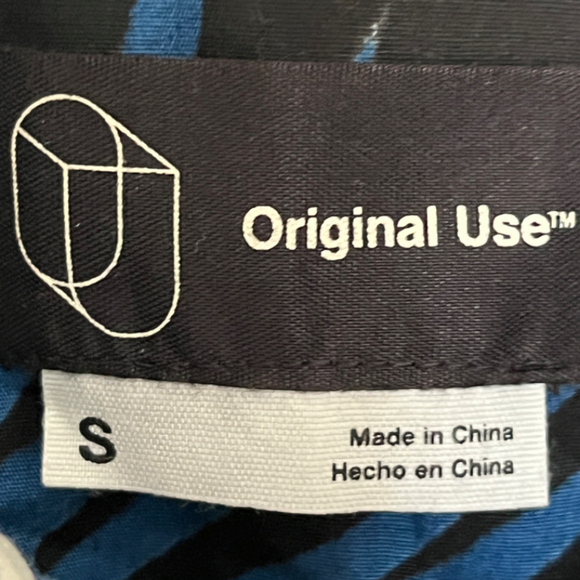 Original Use™
S
Made in China
Hecho en China